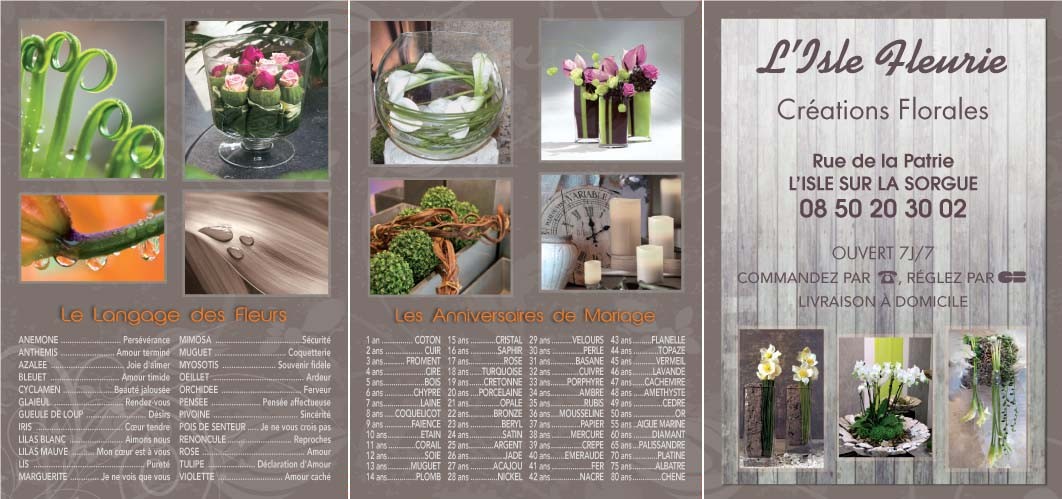 Le Langage des Fleurs
ANEMONE ........ Persévérance
ANTHEMIS ........ Amour terminé
AZALEE ........ Joie d'aimer
BLEUET ........ Amour timide
CYCLAMEN ........ Beauté jalousée
GLAIEUL ........ Rendez-vous
GUEULE DE LOUP ........ Désirs
IRIS ........ Cœur tendre
LILAS BLANC ........ Aimons nous
LILAS MAUVE ........ Mon cœur est à vous
LIS ........ Pureté
MARGUERITE ........ Je ne vois que vous
MIMOSA ........ Sécurité
MUGUET ........ Coquetterie
MYOSOTIS ........ Souvenir fidèle
OEILLET ........ Ardeur
ORCHIDEE ........ Ferveur
PENSEE ........ Pensée affectueuse
PIVOINE ........ Sincérité
POIS DE SENTEUR ........ Je ne vous crois pas
RENONCULE ........ Reproches
ROSE ........ Amour
TULIPE ........ Déclaration d'Amour
VIOLETTE ........ Amour caché
VARIABLE
Les Anniversaires de Mariage
1 an ........ COTON
2 ans ........ CUIR
3 ans ........ FROMENT
4 ans ........ CIRE
5 ans ........ BOIS
6 ans ........ CHYPRE
7 ans ........ LAINE
8 ans ........ COQUELICOT
9 ans ........ FAIENCE
10 ans ........ ETAIN
11 ans ........ CORAIL
12 ans ........ SOIE
13 ans ........ MUGUET
14 ans ........ PLOMB
15 ans ........ CRISTAL
16 ans ........ SAPHIR
17 ans ........ ROSE
18 ans ........ TURQUOISE
19 ans ........ CRETONNE
20 ans ........ PORCELAINE
21 ans ........ OPALE
22 ans ........ BRONZE
23 ans ........ BERYL
24 ans ........ SATIN
25 ans ........ ARGENT
26 ans ........ JADE
27 ans ........ ACAJOU
28 ans ........ NICKEL
29 ans ........ VELOURS
30 ans ........ PERLE
31 ans ........ BASANE
32 ans ........ CUIVRE
33 ans ........ PORPHYRE
34 ans ........ AMBRE
35 ans ........ RUBIS
36 ans ........ MOUSSELINE
37 ans ........ PAPIER
38 ans ........ MERCURE
39 ans ........ CREPE
40 ans ........ EMERAUDE
41 ans ........ FER
42 ans ........ NACRE
43 ans ........ FLANELLE
44 ans ........ TOPAZE
45 ans ........ VERMEIL
46 ans ........ LAVANDE
47 ans ........ CACHEMIRE
48 ans ........ AMETHYSTE
49 ans ........ CEDRE
50 ans ........ OR
55 ans ........ AIGUE MARINE
60 ans ........ DIAMANT
65 ans ........ PALISSANDRE
70 ans ........ PLATINE
75 ans ........ ALBATRE
80 ans ........ CHENE
L'Isle Fleurie
Créations Florales
Rue de la Patrie
L'ISLE SUR LA SORGUE
08 50 20 30 02
OUVERT 7J/7
COMMANDEZ PAR ☎, RÉGLEZ PAR CB
LIVRAISON À DOMICILE